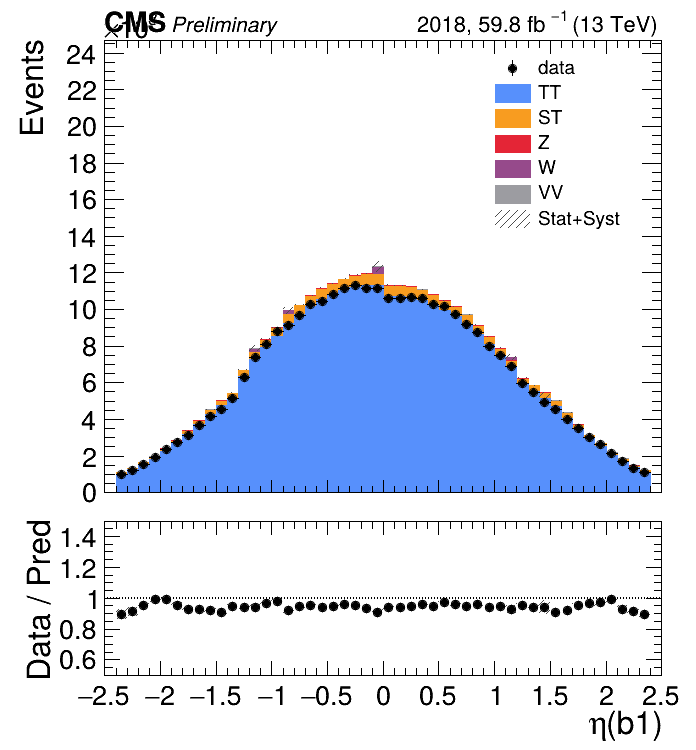 CMS Preliminary 2018, 59.8 fb⁻¹ (13 TeV)
Events
24
22
20
18
16
14
12
10
8
6
4
2
0
data
TT
ST
Z
W
VV
Stat+Syst
Data / Pred
1.4
1.2
1
0.8
0.6
−2.5 −2 −1.5 −1 −0.5 0 0.5 1 1.5 2 2.5
η(b1)